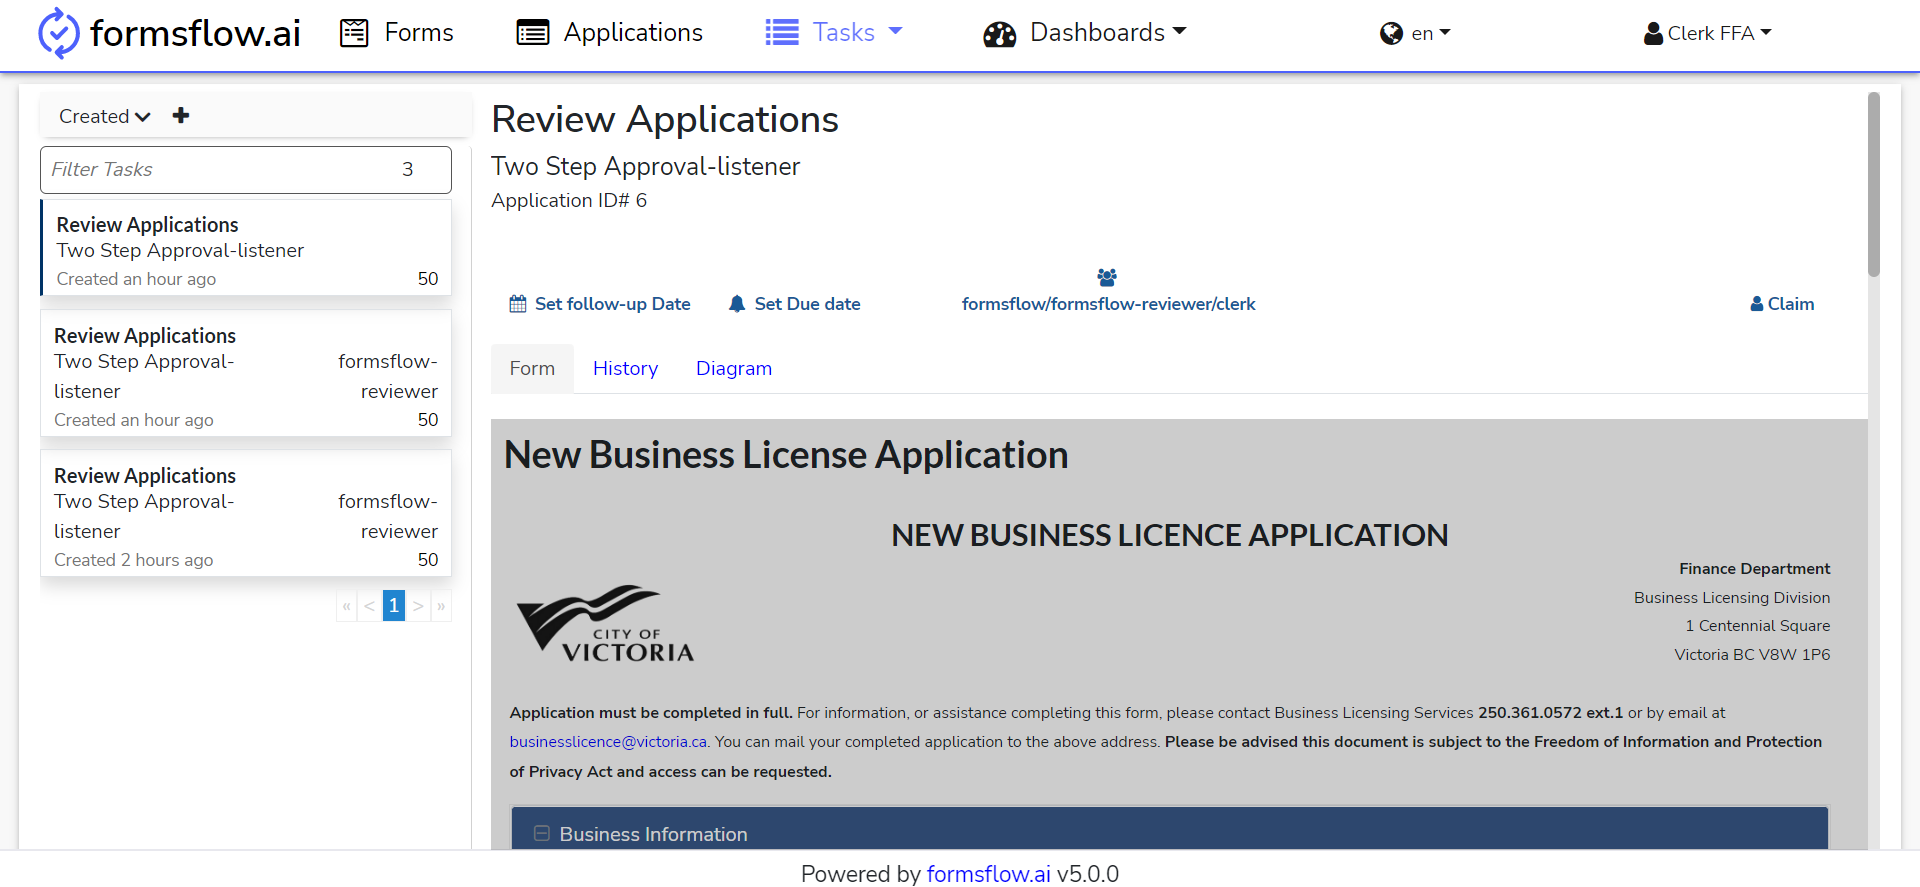 formsflow.ai Forms Applications Tasks Dashboards en Clerk FFA
Created
Filter Tasks 3
Review Applications
Two Step Approval-listener
Created an hour ago 50
Review Applications
Two Step Approval- formsflow-
listener reviewer
Created an hour ago 50
Review Applications
Two Step Approval- formsflow-
listener reviewer
Created 2 hours ago 50
« < 1 > »
Review Applications
Two Step Approval-listener
Application ID# 6
Set follow-up Date Set Due date formsflow/formsflow-reviewer/clerk Claim
Form History Diagram
New Business License Application
NEW BUSINESS LICENCE APPLICATION
Finance Department
Business Licensing Division
1 Centennial Square
Victoria BC V8W 1P6
CITY OF
VICTORIA
Application must be completed in full. For information, or assistance completing this form, please contact Business Licensing Services 250.361.0572 ext.1 or by email at
businesslicence@victoria.ca. You can mail your completed application to the above address. Please be advised this document is subject to the Freedom of Information and Protection
of Privacy Act and access can be requested.
Business Information
Powered by formsflow.ai v5.0.0